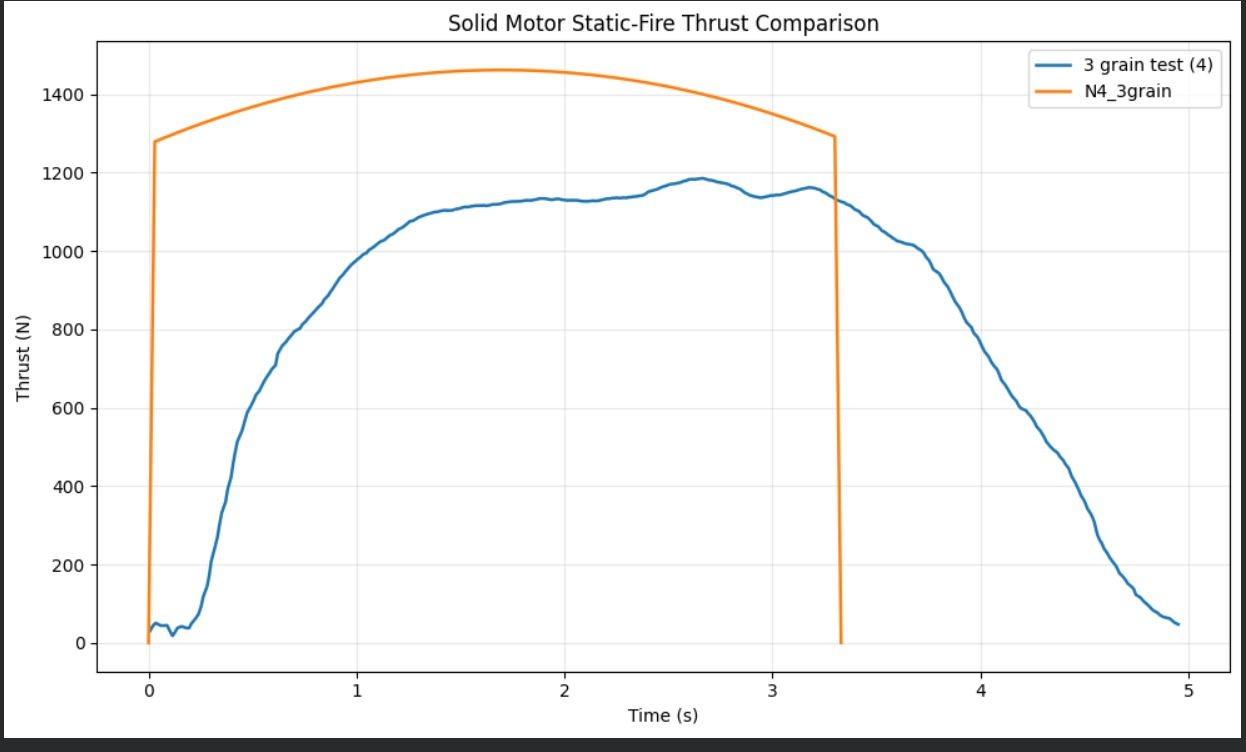 Solid Motor Static-Fire Thrust Comparison
3 grain test (4)
N4_3grain
Thrust (N)
1400
1200
1000
800
600
400
200
0
0 1 2 3 4 5
Time (s)